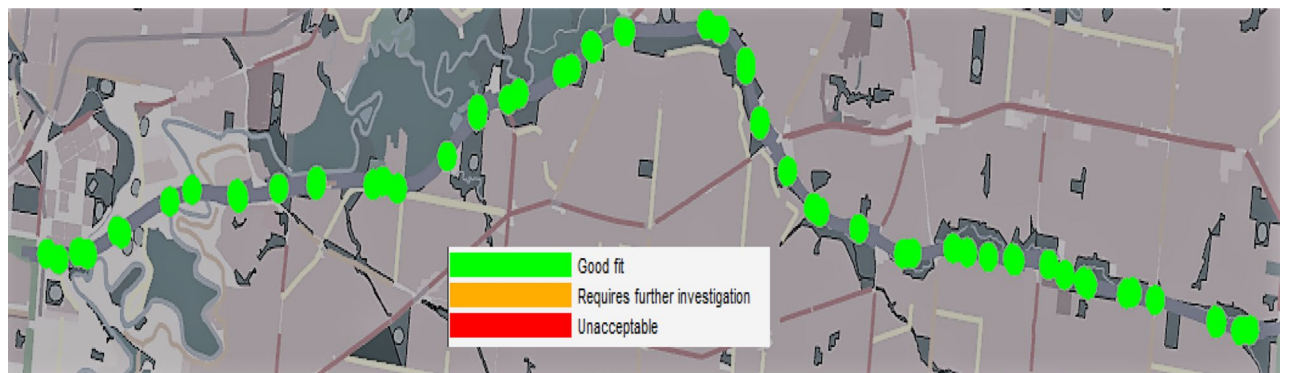 Good fit
Requires further investigation
Unacceptable